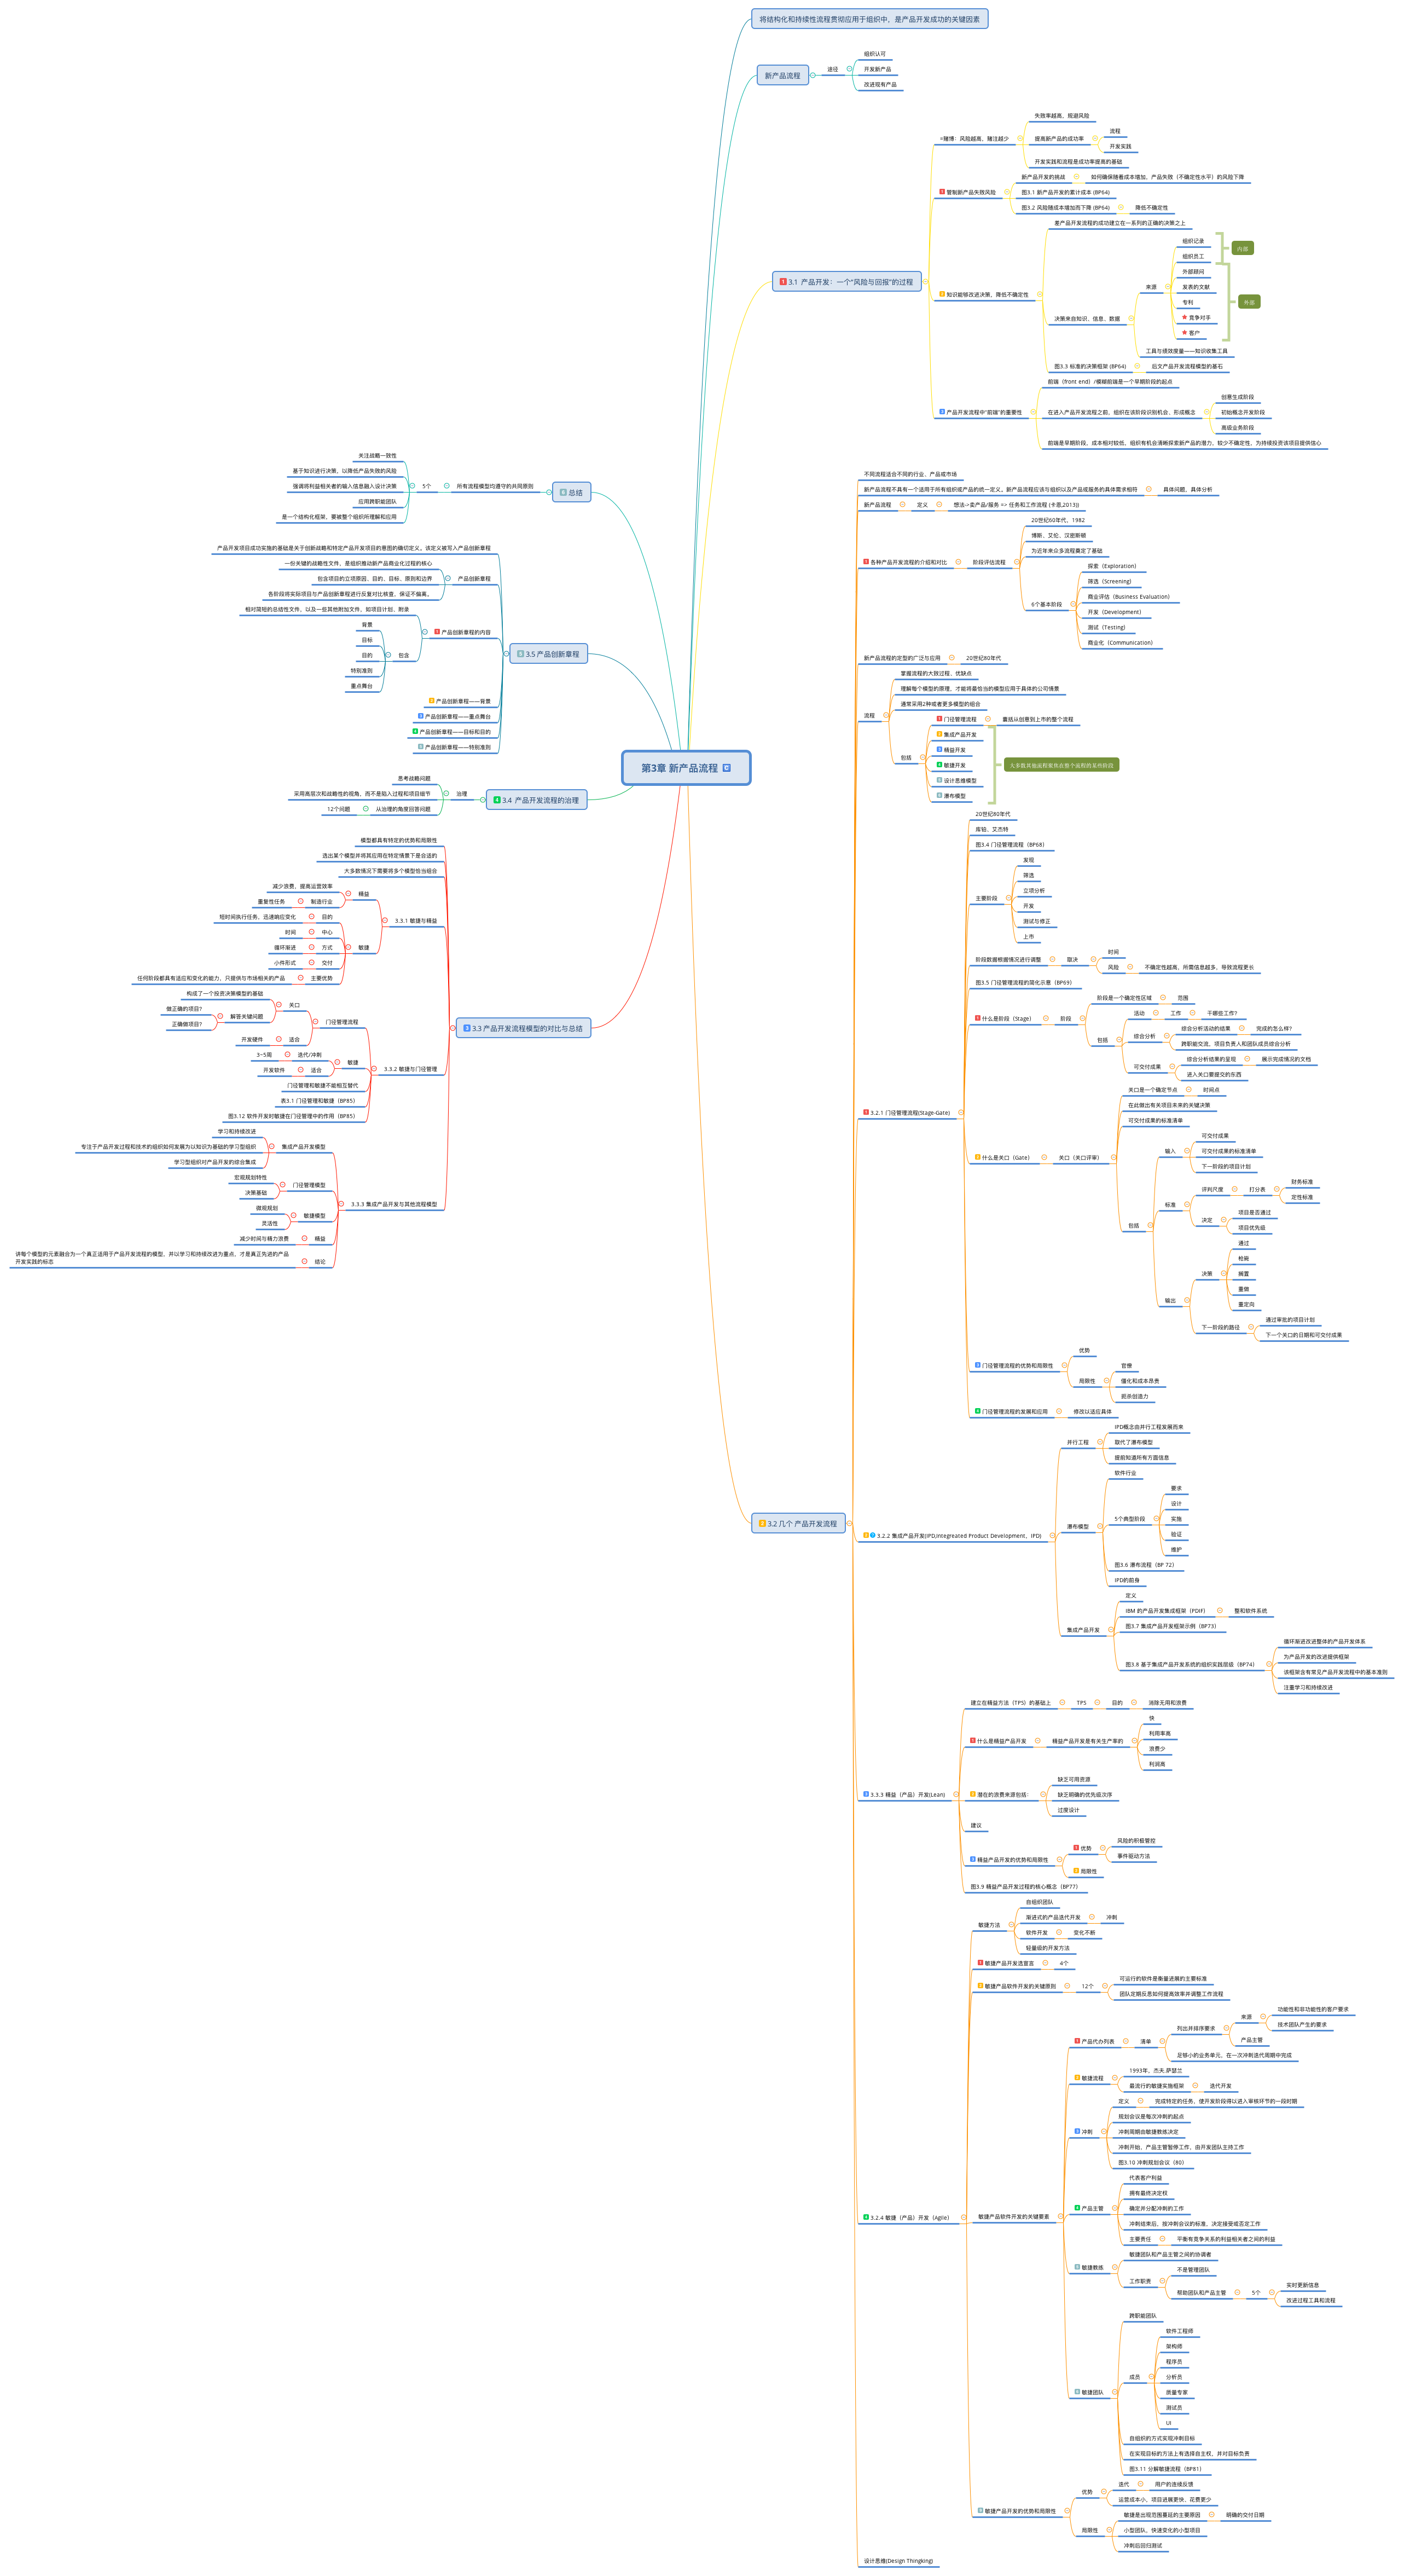 将结构化和持续性流程贯彻应用于组织中，是产品开发成功的关键因素
新产品流程
途径
组织认可
开发新产品
改进现有产品
3.1 产品开发：一个“风险与回报”的过程
=赌博：风险越高，赌注越少
失败率越高，规避风险
提高新产品的成功率
流程
开发实践
开发实践和流程是成功率提高的基础
管制新产品失败风险
新产品开发的挑战
如何确保随着成本增加，产品失败（不确定性水平）的风险下降
图3.1 新产品开发的累计成本 (BP64)
图3.2 风险随成本增加而下降 (BP64)
降低不确定性
知识能够改进决策，降低不确定性
差产品开发流程的成功建立在一系列的正确的决策之上
决策来自知识、信息、数据
来源
组织记录
组织员工
外部顾问
发表的文献
专利
竞争对手
客户
内部
外部
工具与绩效度量——知识收集工具
图3.3 标准的决策框架 (BP64)
后文产品开发流程模型的基石
产品开发流程中“前端”的重要性
前端（front end）/模糊前端是一个早期阶段的起点
在进入产品开发流程之前，组织在该阶段识别机会，形成概念
创意生成阶段
初始概念开发阶段
高级业务阶段
前端是早期阶段，成本相对较低，组织有机会清晰探索新产品的潜力，较少不确定性，为持续投资该项目提供信心
第3章 新产品流程
3.2 几个 产品开发流程
不同流程适合不同的行业、产品或市场
新产品流程不具有一个适用于所有组织或产品的统一定义。新产品流程应该与组织以及产品或服务的具体需求相符
具体问题，具体分析
新产品流程
定义
想法->卖产品/服务 => 任务和工作流程 (卡恩,2013))
各种产品开发流程的介绍和对比
阶段评估流程
20世纪60年代，1982
博斯、艾伦、汉密斯顿
为近年来众多流程奠定了基础
6个基本阶段
探索（Exploration）
筛选（Screening）
商业评估（Business Evaluation）
开发（Development）
测试（Testing）
商业化（Communication）
新产品流程的定型的广泛与应用
20世纪80年代
流程
掌握流程的大致过程、优缺点
理解每个模型的原理，才能将最恰当的模型应用于具体的公司情景
通常采用2种或者更多模型的组合
包括
门径管理流程
囊括从创意到上市的整个流程
集成产品开发
精益开发
敏捷开发
设计思维模型
瀑布模型
大多数其他流程聚焦在整个流程的某些阶段
3.2.1 门径管理流程(Stage-Gate)
20世纪80年代
库铂、艾杰特
图3.4 门径管理流程（BP68）
主要阶段
发现
筛选
立项分析
开发
测试与修正
上市
阶段数据根据情况进行调整
取决
时间
风险
不确定性越高，所需信息越多，导致流程更长
图3.5 门径管理流程的简化示意（BP69）
什么是阶段（Stage）
阶段
阶段是一个确定性区域
范围
包括
活动
工作
干哪些工作?
综合分析
综合分析活动的结果
完成的怎么样?
跨职能交流，项目负责人和团队成员综合分析
可交付成果
综合分析结果的呈现
展示完成情况的文档
进入关口要提交的东西
什么是关口（Gate）
关口（关口评审）
关口是一个确定节点
时间点
在此做出有关项目未来的关键决策
可交付成果的标准清单
包括
输入
可交付成果
可交付成果的标准清单
下一阶段的项目计划
标准
评判尺度
打分表
财务标准
定性标准
决定
项目是否通过
项目优先级
输出
决策
通过
枪毙
搁置
重做
重定向
下一阶段的路径
通过审批的项目计划
下一个关口的日期和可交付成果
门径管理流程的优势和局限性
优势
局限性
官僚
僵化和成本昂贵
扼杀创造力
门径管理流程的发展和应用
修改以适应具体
3.2.2 集成产品开发(IPD,Integreated Product Development，IPD)
并行工程
IPD概念由并行工程发展而来
取代了瀑布模型
提前知道所有方面信息
瀑布模型
软件行业
5个典型阶段
要求
设计
实施
验证
维护
图3.6 瀑布流程（BP 72）
IPD的前身
集成产品开发
定义
IBM 的产品开发集成框架（PDIF）
整和软件系统
图3.7 集成产品开发框架示例（BP73）
图3.8 基于集成产品开发系统的组织实践层级（BP74）
循环渐进改进整体的产品开发体系
为产品开发的改进提供框架
该框架含有常见产品开发流程中的基本准则
注重学习和持续改进
3.3.3 精益（产品）开发(Lean)
建立在精益方法（TPS）的基础上
TPS
目的
消除无用和浪费
什么是精益产品开发
精益产品开发是有关生产率的
快
利用率高
浪费少
利润高
潜在的浪费来源包括：
缺乏可用资源
缺乏明确的优先级次序
过度设计
建议
精益产品开发的优势和局限性
优势
风险的积极管控
事件驱动方法
局限性
图3.9 精益产品开发过程的核心概念（BP77）
3.2.4 敏捷（产品）开发（Agile）
敏捷方法
自组织团队
渐进式的产品迭代开发
冲刺
软件开发
变化不断
轻量级的开发方法
敏捷产品开发选宣言
4个
敏捷产品软件开发的关键原则
12个
可运行的软件是衡量进展的主要标准
团队定期反思如何提高效率并调整工作流程
敏捷产品软件开发的关键要素
产品代办列表
清单
列出并排序要求
来源
功能性和非功能性的客户要求
技术团队产生的要求
产品主管
足够小的业务单元，在一次冲刺迭代周期中完成
敏捷流程
1993年，杰夫.萨瑟兰
最流行的敏捷实施框架
迭代开发
冲刺
定义
完成特定的任务，使开发阶段得以进入审核环节的一段时期
规划会议是每次冲刺的起点
冲刺周期由敏捷教练决定
冲刺开始，产品主管暂停工作，由开发团队主持工作
图3.10 冲刺规划会议（80）
产品主管
代表客户利益
拥有最终决定权
确定并分配冲刺的工作
冲刺结束后，按冲刺会议的标准，决定接受或否定工作
主要责任
平衡有竞争关系的利益相关者之间的利益
敏捷教练
敏捷团队和产品主管之间的协调者
工作职责
不是管理团队
帮助团队和产品主管
5个
实时更新信息
改进过程工具和流程
敏捷团队
跨职能团队
成员
软件工程师
架构师
程序员
分析员
质量专家
测试员
UI
自组织的方式实现冲刺目标
在实现目标的方法上有选择自主权，并对目标负责
图3.11 分解敏捷流程（BP81）
敏捷产品开发的优势和局限性
优势
迭代
用户的连续反馈
运营成本小，项目进展更快，花费更少
局限性
敏捷是出现范围蔓延的主要原因
明确的交付日期
小型团队，快速变化的小型项目
冲刺后回归测试
设计思维(Design Thingking)
总结
所有流程模型均遵守的共同原则
5个
关注战略一致性
基于知识进行决策，以降低产品失败的风险
强调将利益相关者的输入信息融入设计决策
应用跨职能团队
是一个结构化框架，要被整个组织所理解和应用
3.5 产品创新章程
产品开发项目成功实施的基础是关于创新战略和特定产品开发项目的意图的确切定义。该定义被写入产品创新章程
产品创新章程
一份关键的战略性文件，是组织推动新产品商业化过程的核心
包含项目的立项原因、目的、目标、原则和边界
各阶段将实际项目与产品创新章程进行反复对比核查，保证不偏离。
产品创新章程的内容
相对简短的总结性文件，以及一些其他附加文件，如项目计划，附录
包含
背景
目标
目的
特别准则
重点舞台
产品创新章程——背景
产品创新章程——重点舞台
产品创新章程——目标和目的
产品创新章程——特别准则
3.4 产品开发流程的治理
治理
思考战略问题
采用高层次和战略性的视角，而不是陷入过程和项目细节
从治理的角度回答问题
12个问题
3.3 产品开发流程模型的对比与总结
模型都具有特定的优势和局限性
选出某个模型并将其应用在特定情景下是合适的
大多数情况下需要将多个模型恰当组合
3.3.1 敏捷与精益
精益
减少浪费，提高运营效率
制造行业
重复性任务
敏捷
目的
短时间执行任务，迅速响应变化
中心
时间
方式
循环渐进
交付
小件形式
主要优势
任何阶段都具有适应和变化的能力，只提供与市场相关的产品
3.3.2 敏捷与门径管理
门径管理流程
关口
构成了一个投资决策模型的基础
解答关键问题
做正确的项目?
正确做项目?
适合
开发硬件
敏捷
迭代/冲刺
3~5周
适合
开发软件
门径管理和敏捷不能相互替代
表3.1 门径管理和敏捷（BP85）
图3.12 软件开发时敏捷在门径管理中的作用（BP85）
3.3.3 集成产品开发与其他流程模型
集成产品开发模型
学习和持续改进
专注于产品开发过程和技术的组织如何发展为以知识为基础的学习型组织
学习型组织对产品开发的综合集成
门径管理模型
宏观规划特性
决策基础
敏捷模型
微观规划
灵活性
精益
减少时间与精力浪费
结论
讲每个模型的元素融合为一个真正适用于产品开发流程的模型，并以学习和持续改进为重点，才是真正先进的产品
开发实践的标志